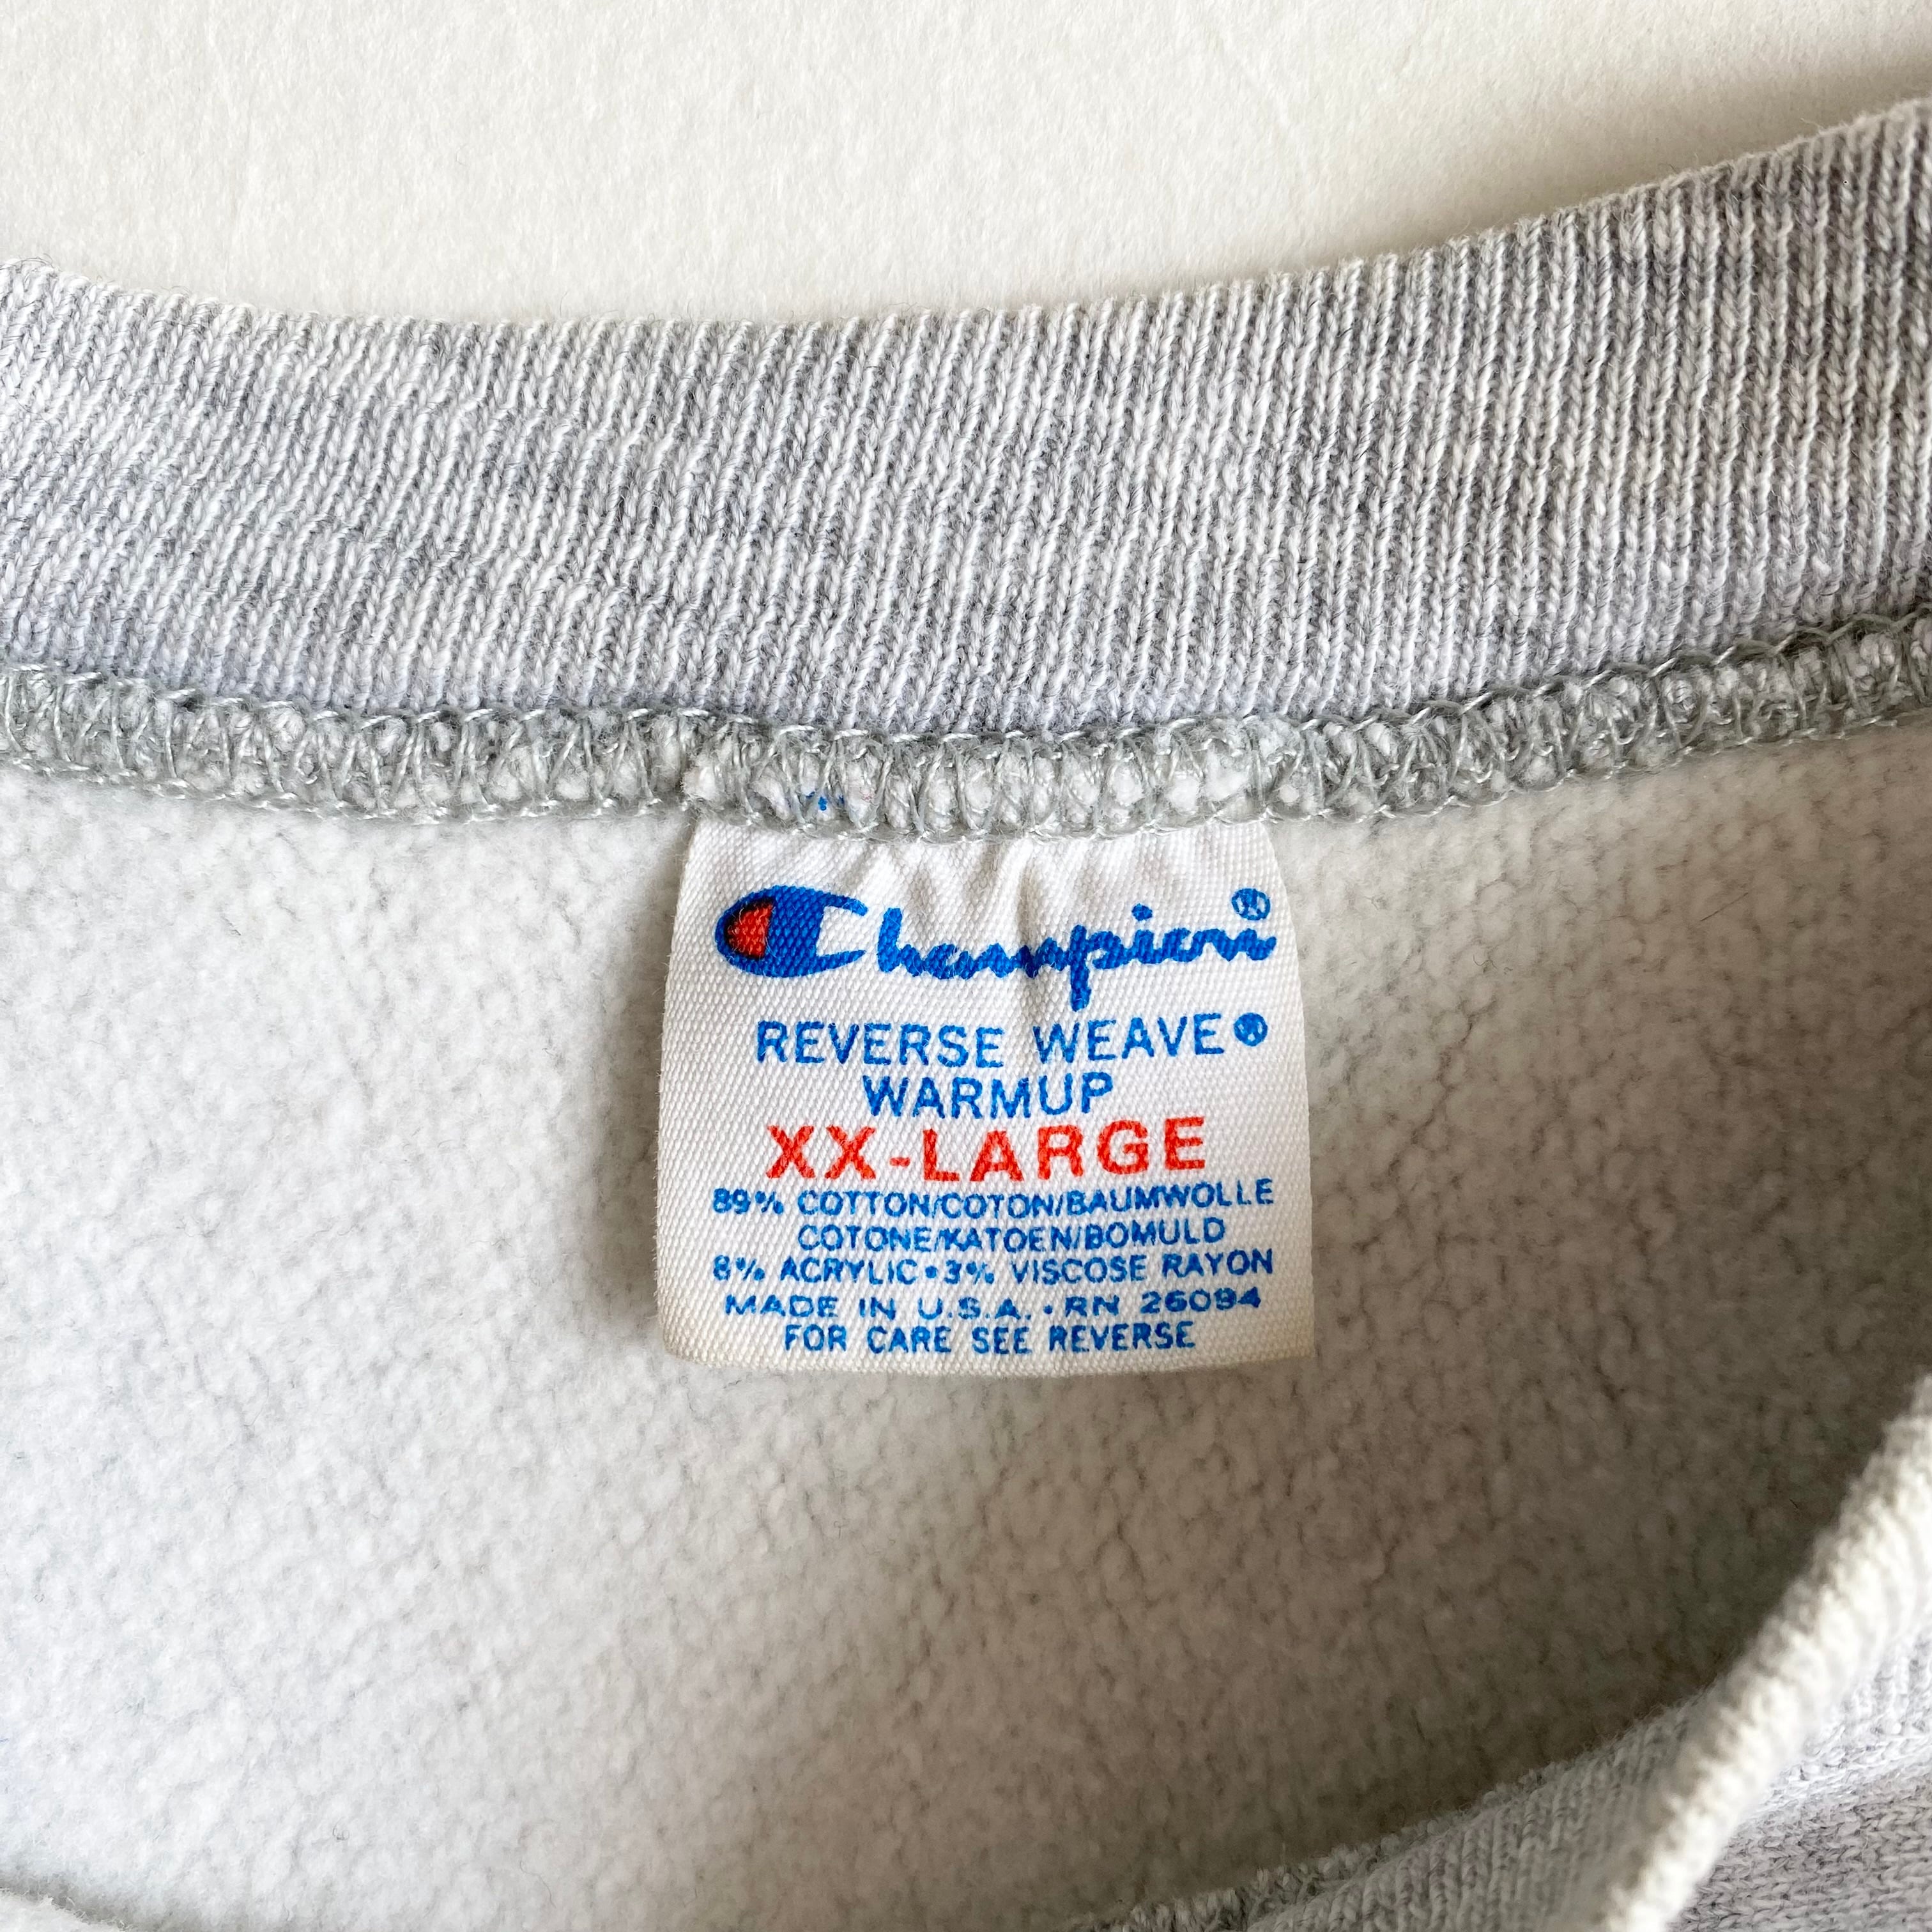 Champion®
REVERSE WEAVE®
WARMUP
XX-LARGE
89% COTTON/COTON/BAUMWOLLE
COTONE/KATOEN/BOMULD
8% ACRYLIC•3% VISCOSE RAYON
MADE IN U.S.A. • RN 26094
FOR CARE SEE REVERSE